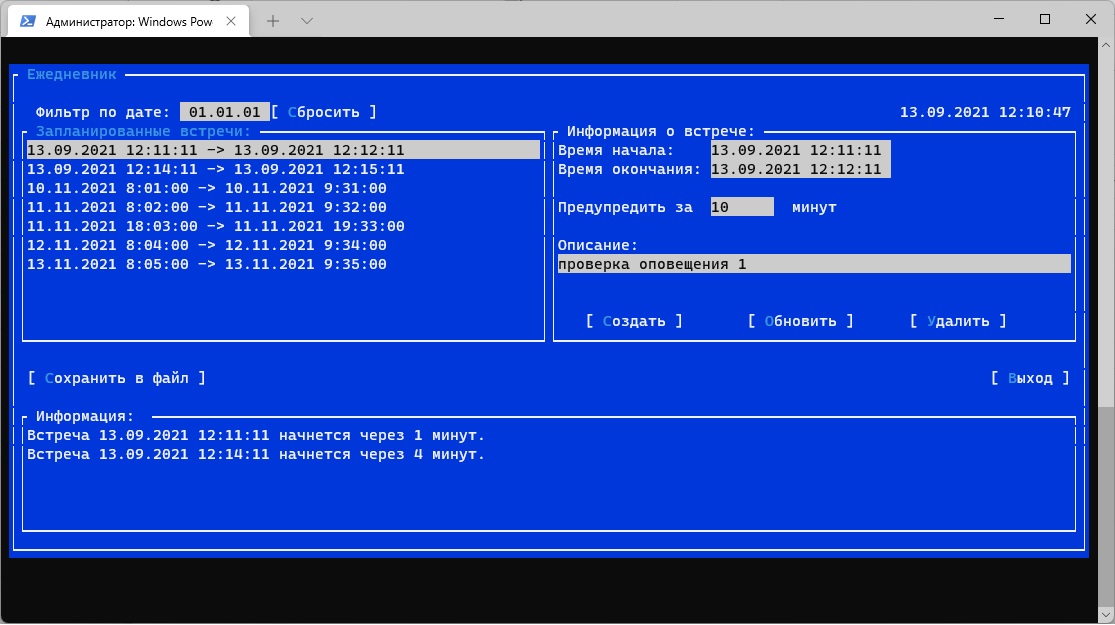 Администратор: Windows Pow
Ежедневник
Фильтр по дате: 01.01.01 [ Сбросить ] 13.09.2021 12:10:47
Запланированные встречи:
13.09.2021 12:11:11 -> 13.09.2021 12:12:11
13.09.2021 12:14:11 -> 13.09.2021 12:15:11
10.11.2021 8:01:00 -> 10.11.2021 9:31:00
11.11.2021 8:02:00 -> 11.11.2021 9:32:00
11.11.2021 18:03:00 -> 11.11.2021 19:33:00
12.11.2021 8:04:00 -> 12.11.2021 9:34:00
13.11.2021 8:05:00 -> 13.11.2021 9:35:00
Информация о встрече:
Время начала: 13.09.2021 12:11:11
Время окончания: 13.09.2021 12:12:11
Предупредить за 10 минут
Описание:
проверка оповещения 1
[ Создать ] [ Обновить ] [ Удалить ]
[ Сохранить в файл ] [ Выход ]
Информация:
Встреча 13.09.2021 12:11:11 начнется через 1 минут.
Встреча 13.09.2021 12:14:11 начнется через 4 минут.